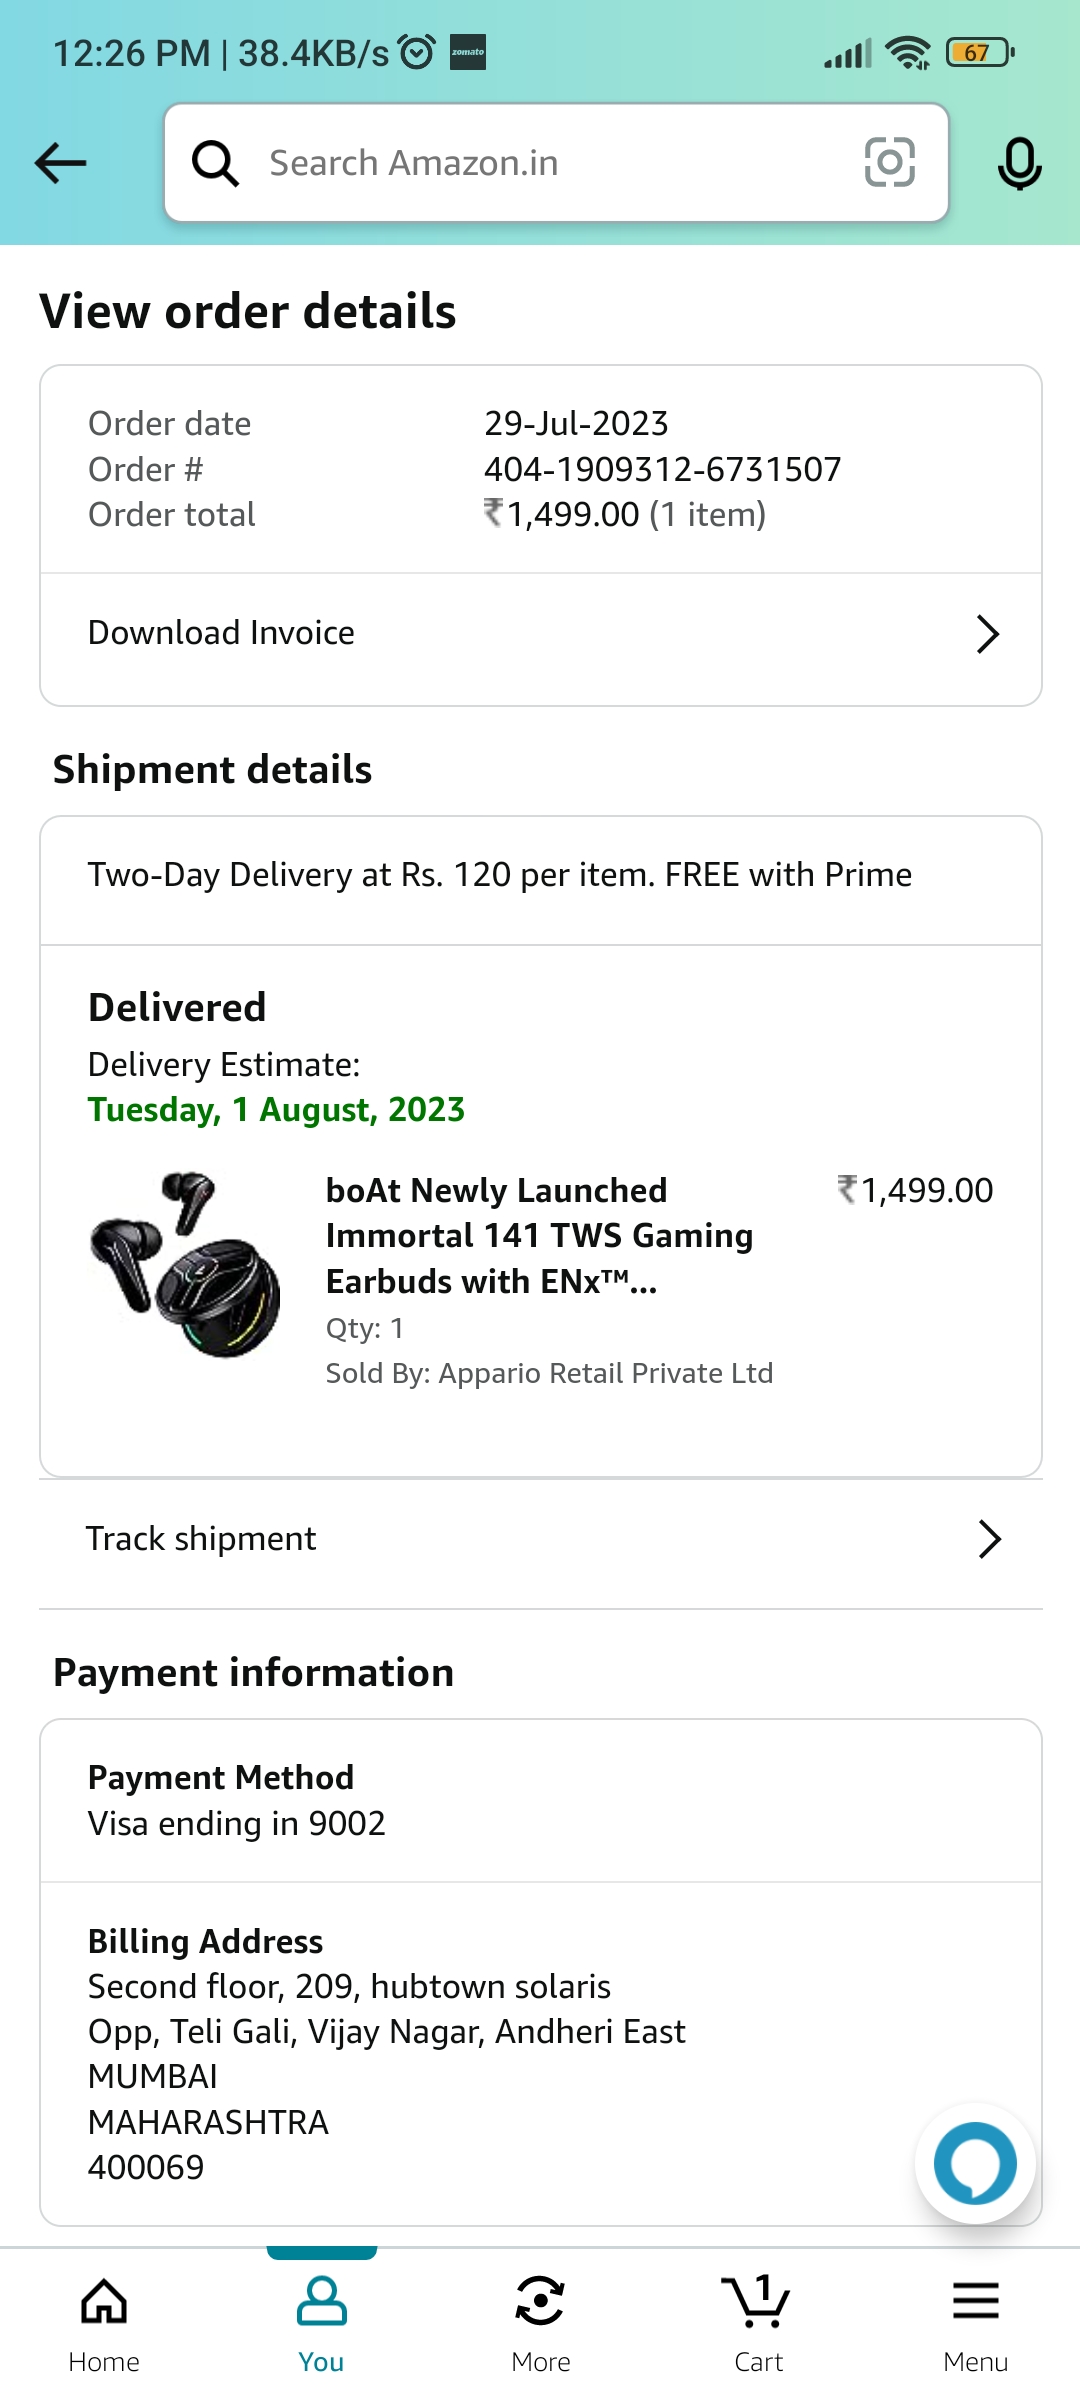 12:26 PM | 38.4KB/s zomato 67
Search Amazon.in
View order details
Order date 29-Jul-2023
Order # 404-1909312-6731507
Order total ₹1,499.00 (1 item)
Download Invoice
Shipment details
Two-Day Delivery at Rs. 120 per item. FREE with Prime
Delivered
Delivery Estimate:
Tuesday, 1 August, 2023
boAt Newly Launched ₹1,499.00
Immortal 141 TWS Gaming
Earbuds with ENx™...
Qty: 1
Sold By: Appario Retail Private Ltd
Track shipment
Payment information
Payment Method
Visa ending in 9002
Billing Address
Second floor, 209, hubtown solaris
Opp, Teli Gali, Vijay Nagar, Andheri East
MUMBAI
MAHARASHTRA
400069
1
Home You More Cart Menu